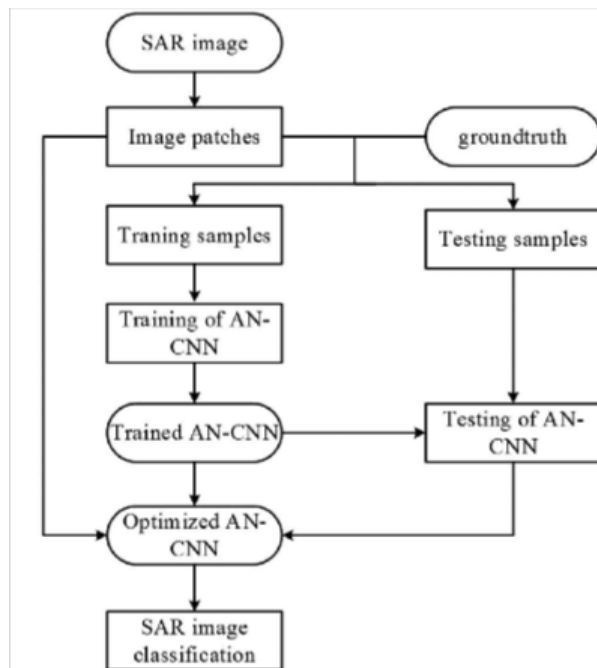 SAR image
Image patches
groundtruth
Traning samples
Testing samples
Training of AN-
CNN
Trained AN-CNN
Testing of AN-
CNN
Optimized AN-
CNN
SAR image
classification